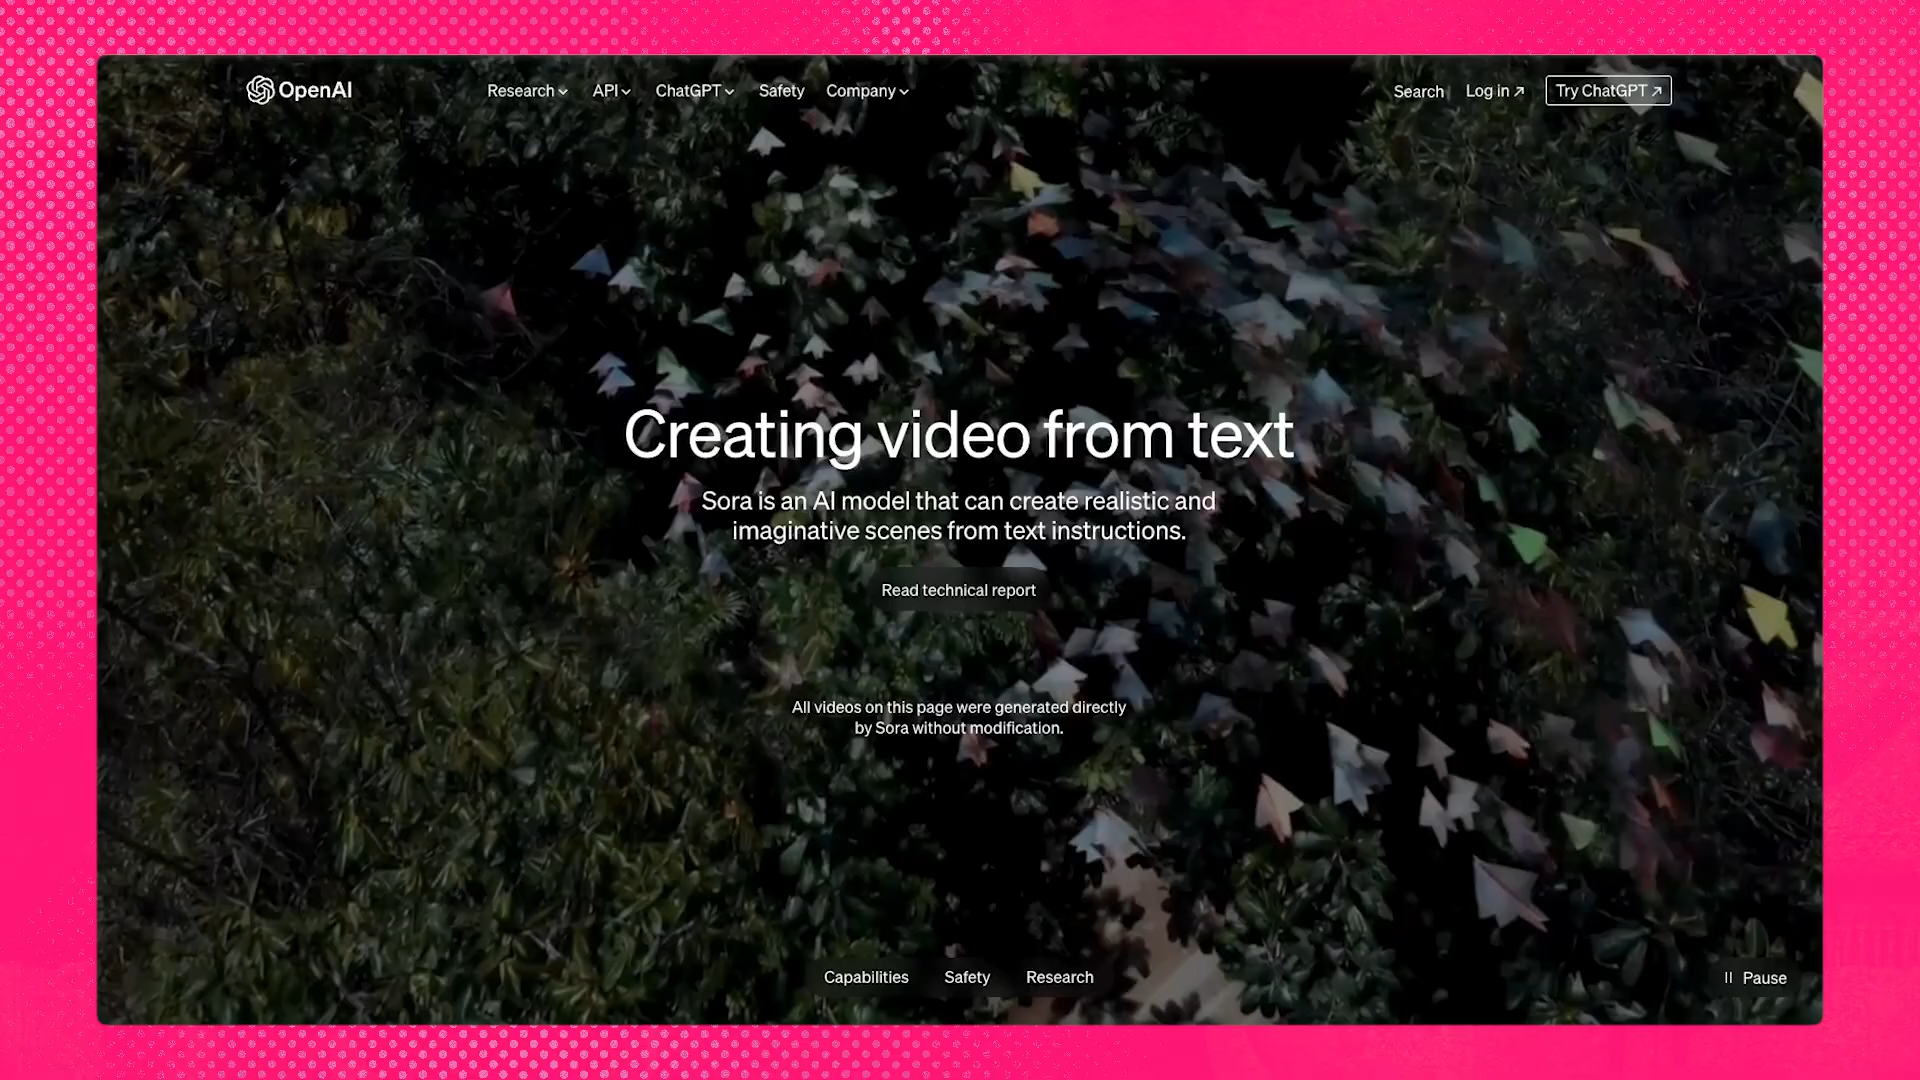 OpenAI
Research
API
ChatGPT
Safety
Company
Search
Log in ↗
Try ChatGPT ↗
Creating video from text
Sora is an AI model that can create realistic and
imaginative scenes from text instructions.
Read technical report
All videos on this page were generated directly
by Sora without modification.
Capabilities
Safety
Research
Pause